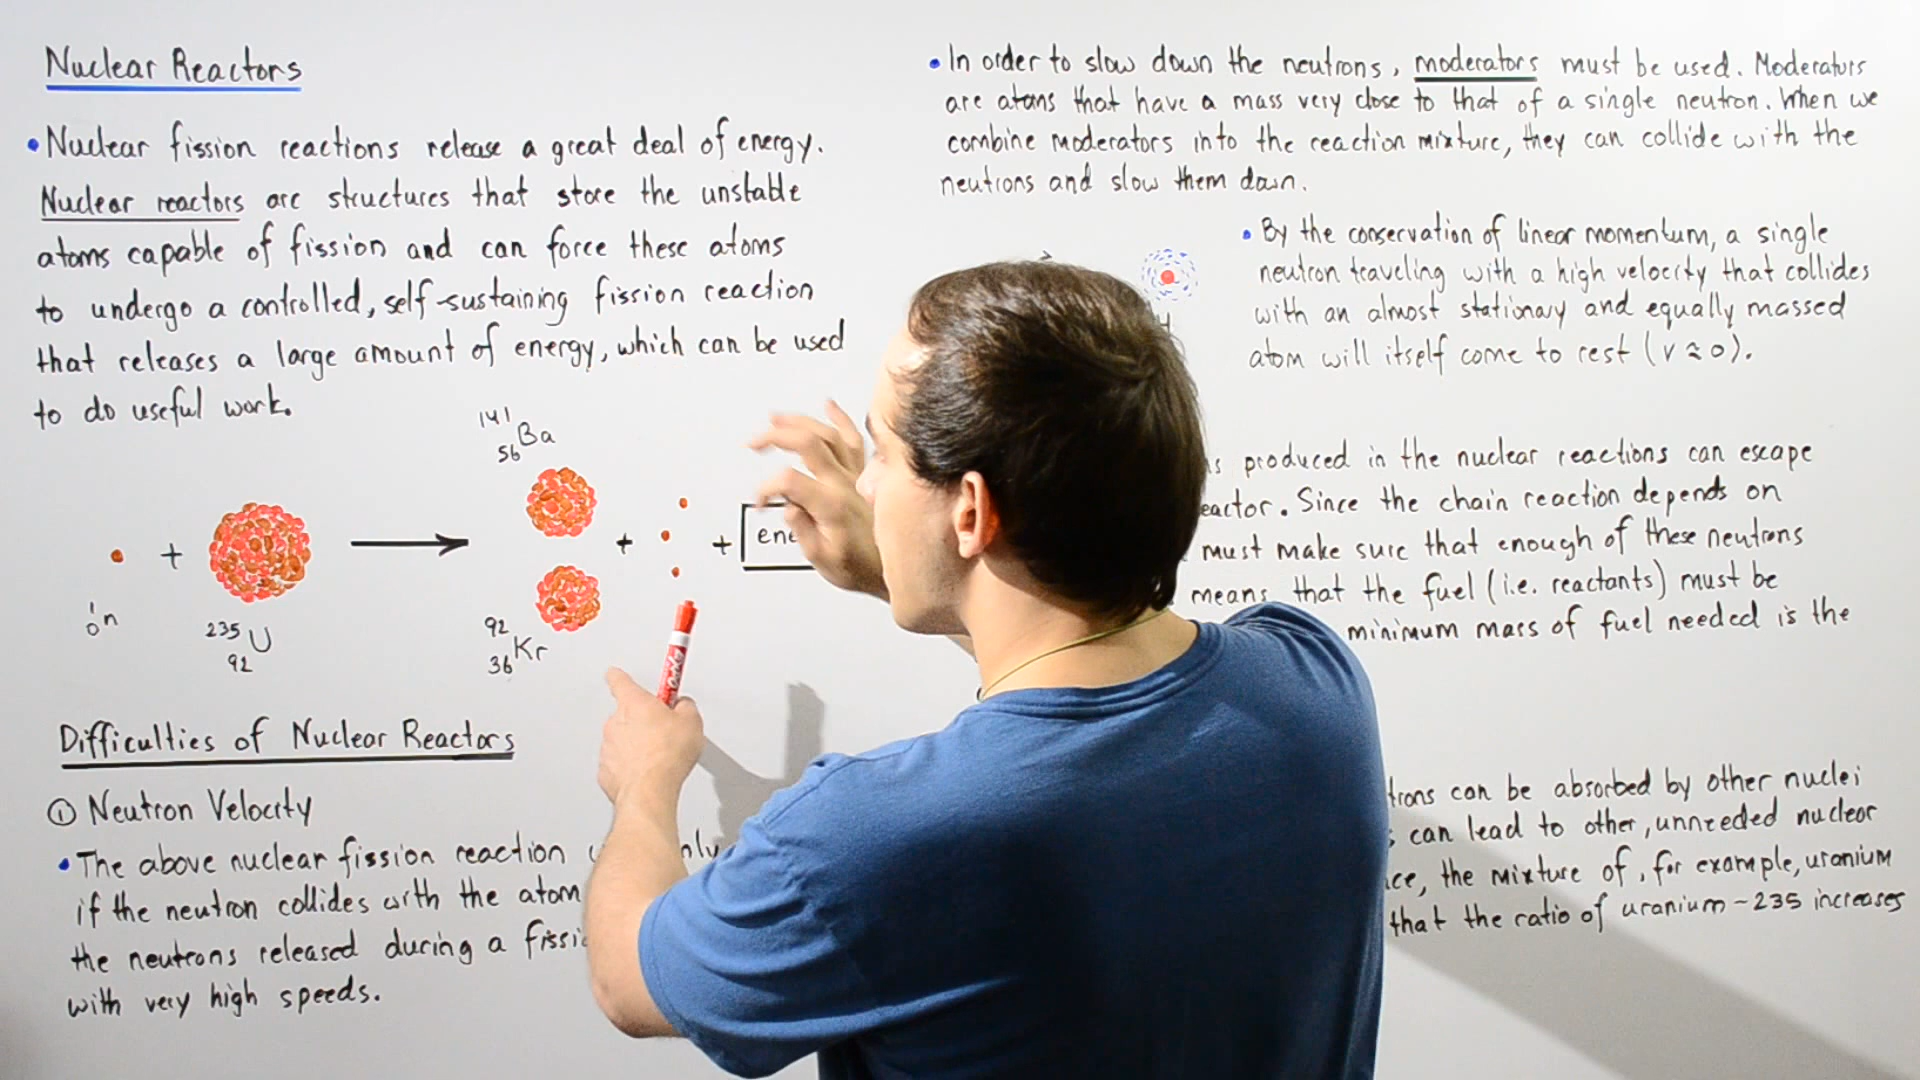 Nuclear Reactors
• Nuclear fission reactions release a great deal of energy.
Nuclear reactors are structures that store the unstable
atoms capable of fission and can force these atoms
to undergo a controlled, self-sustaining fission reaction
that releases a large amount of energy, which can be used
to do useful work.
141
56 Ba
+ → + +
1
0 n
235
92 U
92
36 Kr
Difficulties of Nuclear Reactors
① Neutron Velocity
• The above nuclear fission reaction
if the neutron collides with the atom
the neutrons released during a
with very high speeds.
• In order to slow down the neutrons, moderators must be used. Moderators
are atoms that have a mass very close to that of a single neutron. When we
combine moderators into the reaction mixture, they can collide with the
neutrons and slow them down.
• By the conservation of linear momentum, a single
neutron traveling with a high velocity that collides
with an almost stationary and equally massed
atom will itself come to rest (v ≈ 0).
produced in the nuclear reactions can escape
Since the chain reaction depends on
must make sure that enough of these neutrons
means that the fuel (i.e. reactants) must be
minimum mass of fuel needed is the
can be absorbed by other nuclei
can lead to other, unneeded nuclear
the mixture of, for example, uranium
that the ratio of uranium-235 increases
Expo